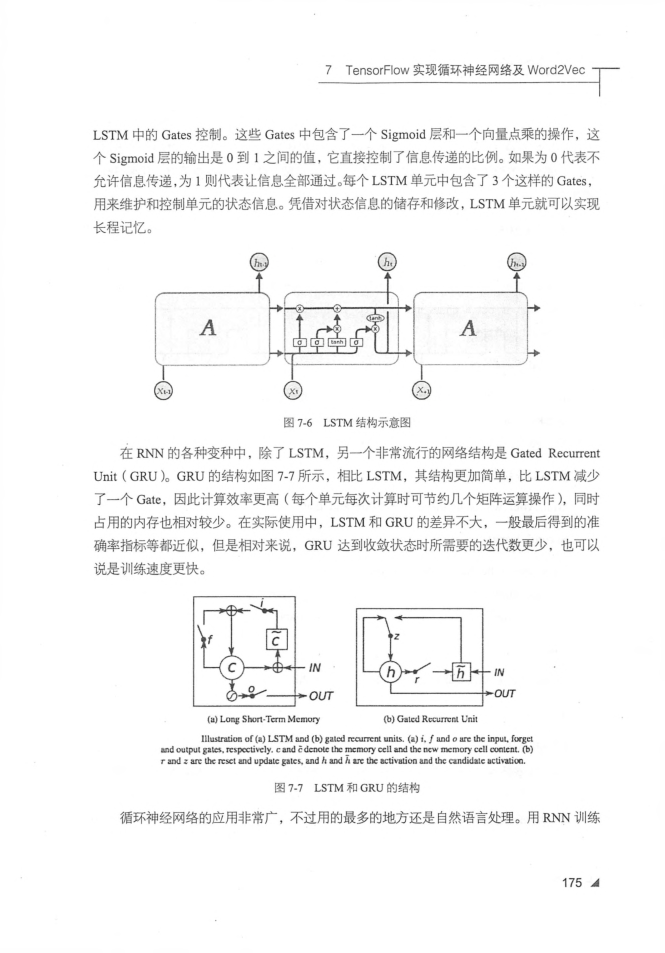 7 TensorFlow 实现循环神经网络及 Word2Vec
LSTM 中的 Gates 控制。这些 Gates 中包含了一个 Sigmoid 层和一个向量点乘的操作，这
个 Sigmoid 层的输出是 0 到 1 之间的值，它直接控制了信息传递的比例。如果为 0 代表不
允许信息传递，为 1 则代表让信息全部通过。每个 LSTM 单元中包含了 3 个这样的 Gates，
用来维护和控制单元的状态信息。凭借对状态信息的储存和修改，LSTM 单元就可以实现
长程记忆。
ht-1 ht
A
tanh
σ σ tanh σ
A
Xt-1 Xt
图 7-6 LSTM 结构示意图
在 RNN 的各种变种中，除了 LSTM，另一个非常流行的网络结构是 Gated Recurrent
Unit（GRU）。GRU 的结构如图 7-7 所示，相比 LSTM，其结构更加简单，比 LSTM 减少
了一个 Gate，因此计算效率更高（每个单元每次计算时可节约几个矩阵运算操作），同时
占用的内存也相对较少。在实际使用中，LSTM 和 GRU 的差异不大，一般最后得到的准
确率指标等都近似，但是相对来说，GRU 达到收敛状态时所需要的迭代数更少，也可以
说是训练速度更快。
i
f
c̃
c
IN
o
OUT
z
h
r
h̃
IN
OUT
(a) Long Short-Term Memory
(b) Gated Recurrent Unit
Illustration of (a) LSTM and (b) gated recurrent units. (a) i, f and o are the input, forget
and output gates, respectively. c and c̃ denote the memory cell and the new memory cell content. (b)
r and z are the reset and update gates, and h and h̃ are the activation and the candidate activation.
图 7-7 LSTM 和 GRU 的结构
循环神经网络的应用非常广，不过用的最多的地方还是自然语言处理。用 RNN 训练
175